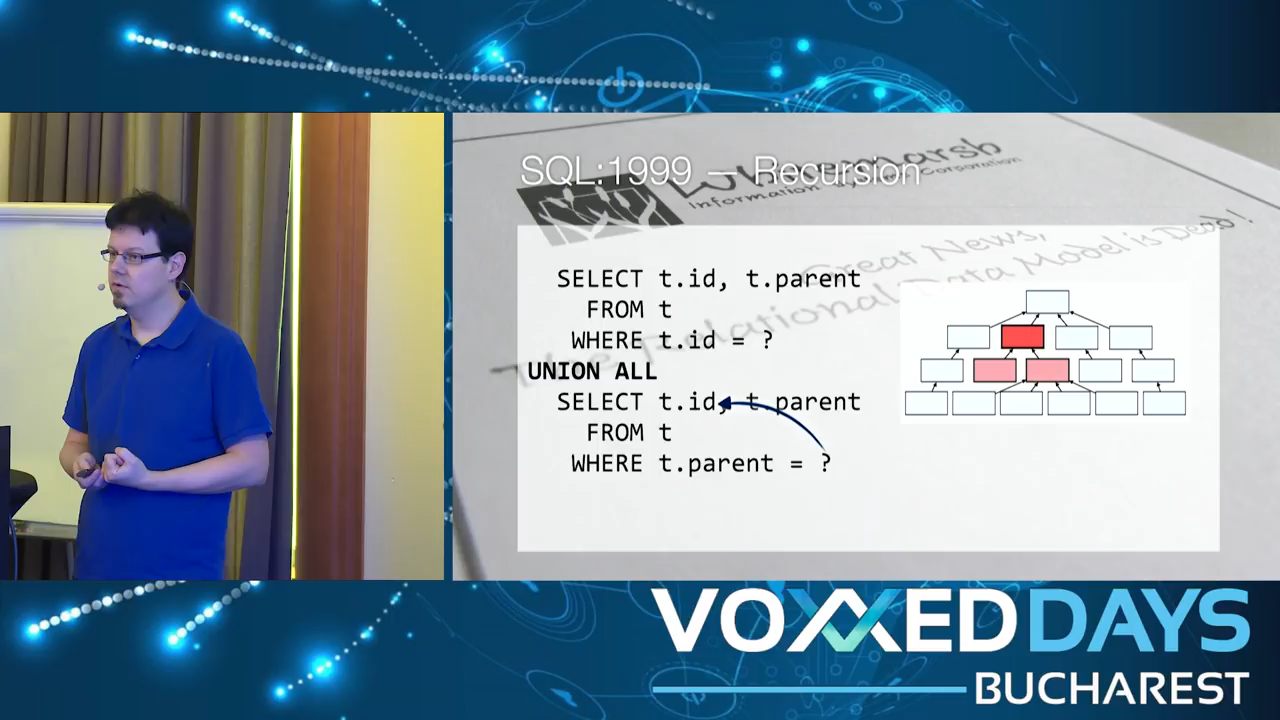 SQL:1999 — Recursion
Whitemarsh
Information Systems Corporation
Great News,
The Relational Data Model is Dead!
SELECT t.id, t.parent
FROM t
WHERE t.id = ?
UNION ALL
SELECT t.id, t.parent
FROM t
WHERE t.parent = ?
VOXXED DAYS
BUCHAREST